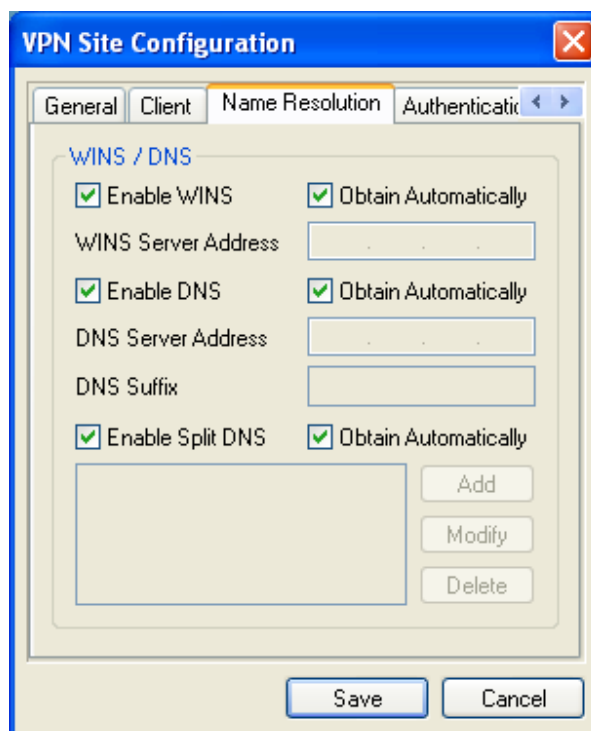 VPN Site Configuration
General Client Name Resolution
WINS / DNS
Enable WINS Obtain Automatically
WINS Server Address
Enable DNS Obtain Automatically
DNS Server Address
DNS Suffix
Enable Split DNS Obtain Automatically
Add
Modify
Delete
Save Cancel